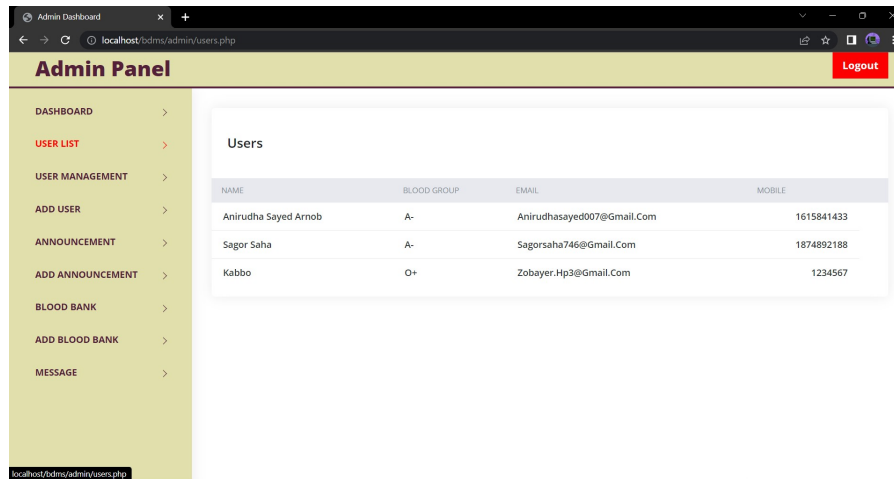 Admin Dashboard
localhost/bdms/admin/users.php
Admin Panel
Logout
DASHBOARD
USER LIST
USER MANAGEMENT
ADD USER
ANNOUNCEMENT
ADD ANNOUNCEMENT
BLOOD BANK
ADD BLOOD BANK
MESSAGE
Users
NAME BLOOD GROUP EMAIL MOBILE
Anirudha Sayed Arnob A- Anirudhasayed007@Gmail.Com 1615841433
Sagor Saha A- Sagorsaha746@Gmail.Com 1874892188
Kabbo O+ Zobayer.Hp3@Gmail.Com 1234567
localhost/bdms/admin/users.php